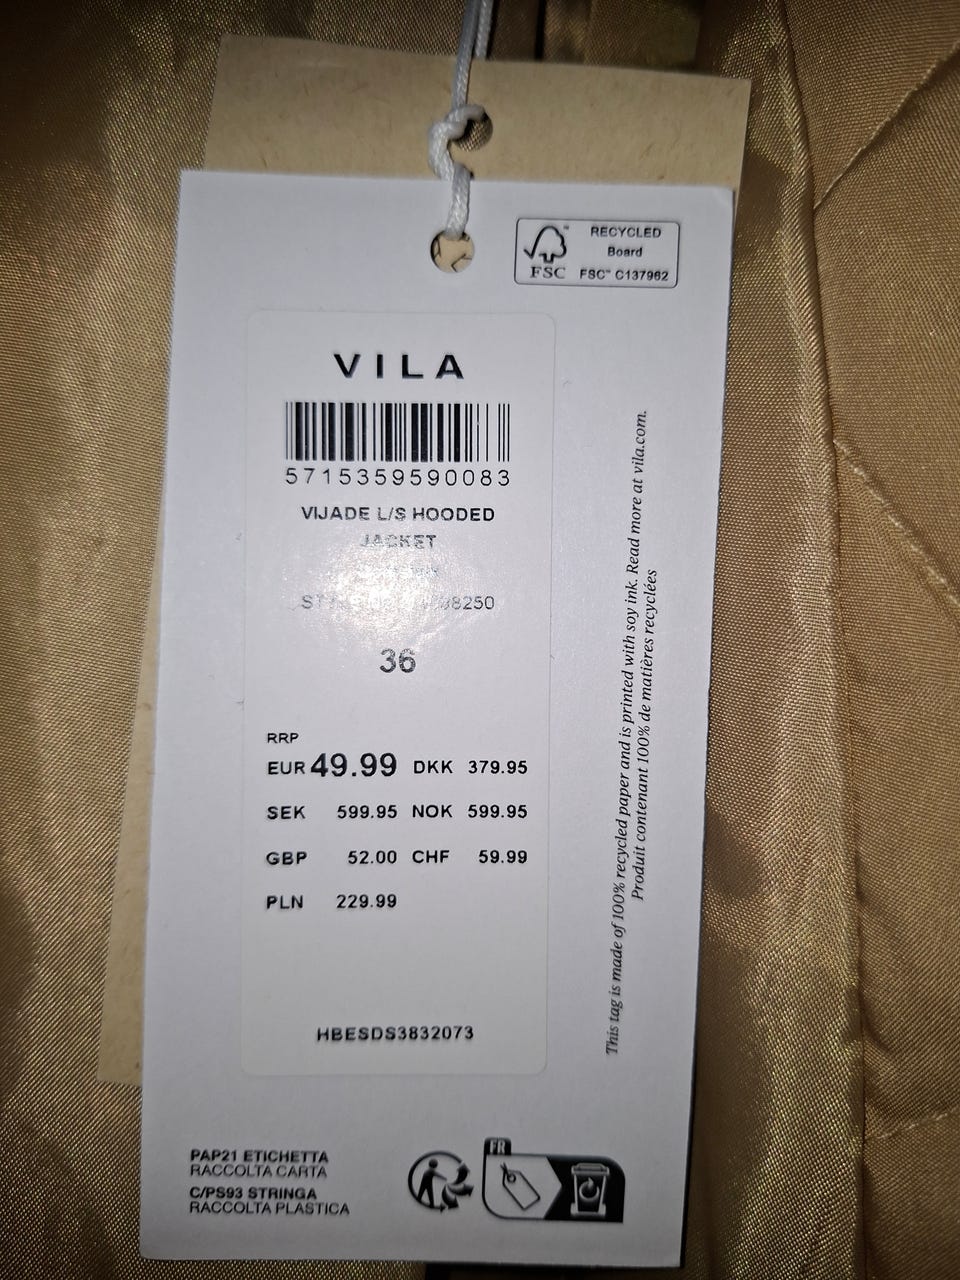 RECYCLED
Board
FSC™ C137962
FSC
VILA
5715359590083
VIJADE L/S HOODED
JACKET
36
RRP
EUR 49.99 DKK 379.95
SEK 599.95 NOK 599.95
GBP 52.00 CHF 59.99
PLN 229.99
HBESDS3832073
This tag is made of 100% recycled paper and is printed with soy ink. Read more at vila.com.
Produit contenant 100% de matières recyclées
PAP21 ETICHETTA
RACCOLTA CARTA
C/PS93 STRINGA
RACCOLTA PLASTICA
FR